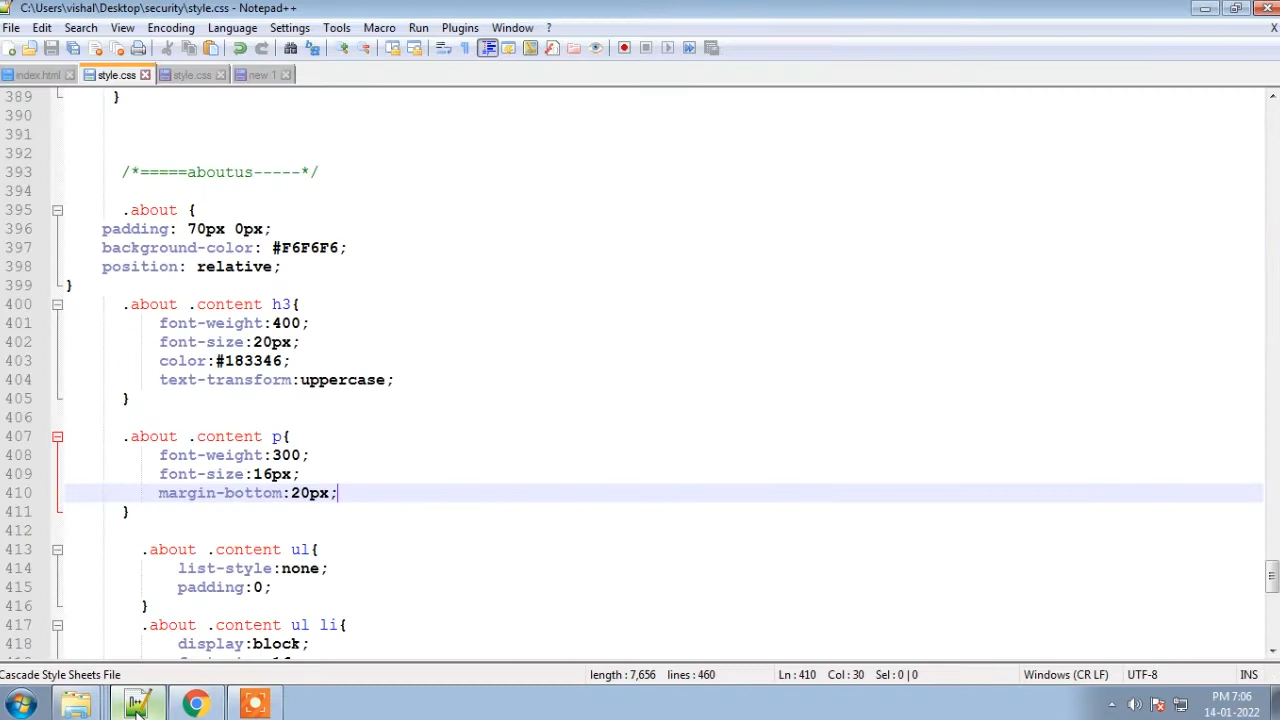 C:\Users\vishal\Desktop\security\style.css - Notepad++
File Edit Search View Encoding Language Settings Tools Macro Run Plugins Window ? X
index.html style.css style.css new 1
389 }
390
391
392
393 /*=====aboutus-----*/
394
395 .about {
396 padding: 70px 0px;
397 background-color: #F6F6F6;
398 position: relative;
399 }
400 .about .content h3{
401 font-weight:400;
402 font-size:20px;
403 color:#183346;
404 text-transform:uppercase;
405 }
406
407 .about .content p{
408 font-weight:300;
409 font-size:16px;
410 margin-bottom:20px;
411 }
412
413 .about .content ul{
414 list-style:none;
415 padding:0;
416 }
417 .about .content ul li{
418 display:block;
Cascade Style Sheets File length : 7,656 lines : 460 Ln : 410 Col : 30 Sel : 0 | 0 Windows (CR LF) UTF-8 INS
PM 7:06
14-01-2022